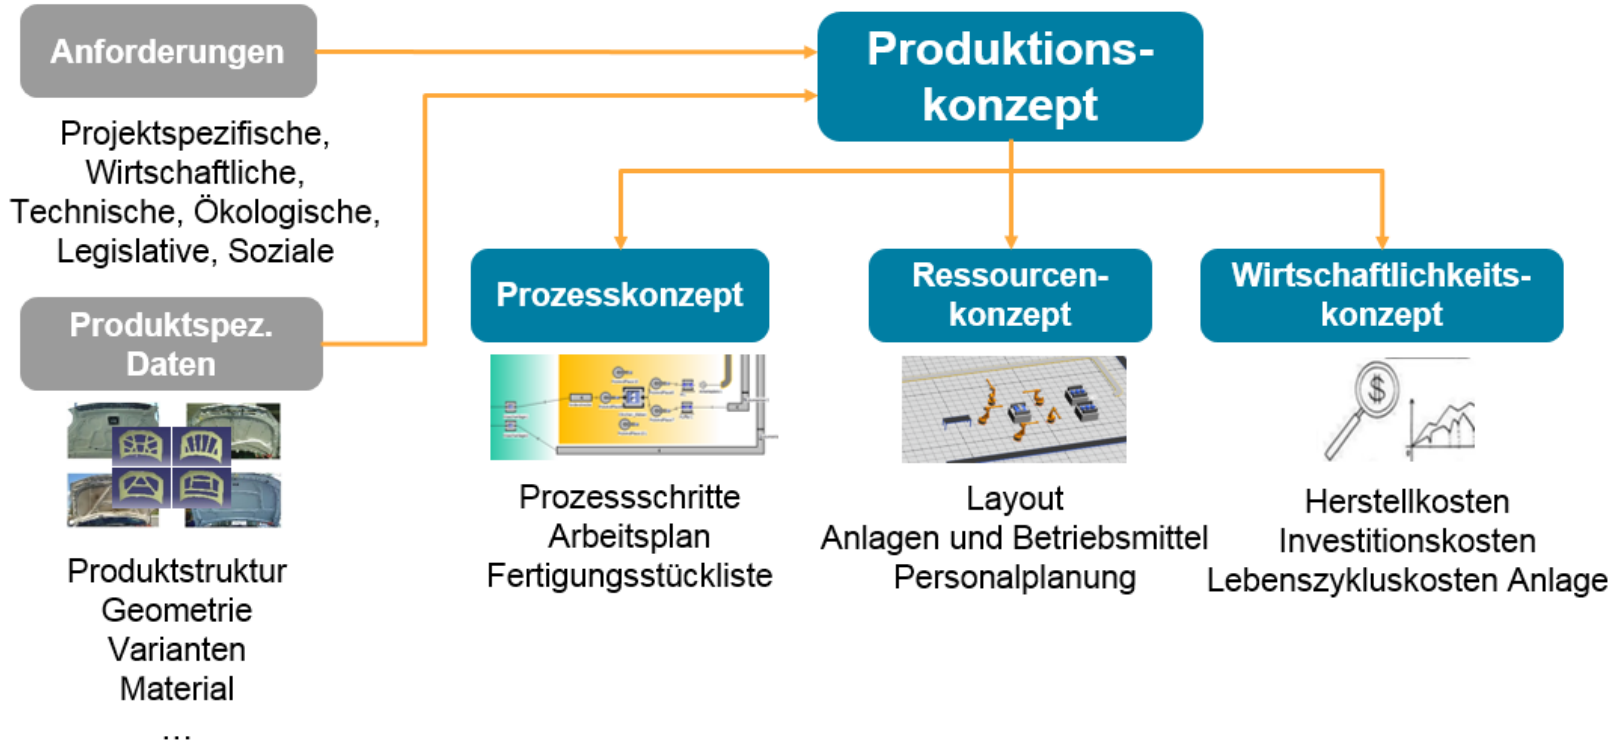 Anforderungen
Projektspezifische,
Wirtschaftliche,
Technische, Ökologische,
Legislative, Soziale
Produktspez.
Daten
Produktstruktur
Geometrie
Varianten
Material
...
Produktions-
konzept
Prozesskonzept
Prozessschritte
Arbeitsplan
Fertigungsstückliste
Ressourcen-
konzept
Layout
Anlagen und Betriebsmittel
Personalplanung
Wirtschaftlichkeits-
konzept
$
Herstellkosten
Investitionskosten
Lebenszykluskosten Anlage